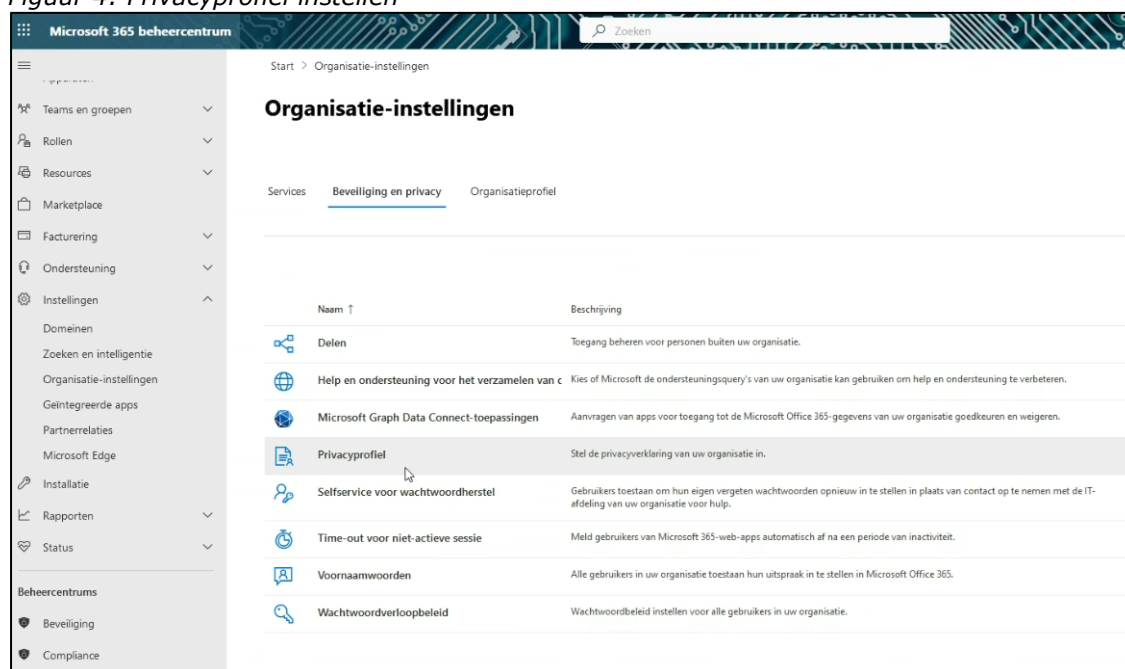 Figuur 4: Privacyprofiel instellen
Microsoft 365 beheercentrum
Zoeken
Start > Organisatie-instellingen
Apparaten
Teams en groepen
Rollen
Resources
Marketplace
Facturering
Ondersteuning
Instellingen
Domeinen
Zoeken en intelligentie
Organisatie-instellingen
Geïntegreerde apps
Partnerrelaties
Microsoft Edge
Installatie
Rapporten
Status
Beheercentrums
Beveiliging
Compliance
Organisatie-instellingen
Services Beveiliging en privacy Organisatieprofiel
Naam ↑ Beschrijving
Delen Toegang beheren voor personen buiten uw organisatie.
Help en ondersteuning voor het verzamelen van c Kies of Microsoft de ondersteuningsquery's van uw organisatie kan gebruiken om help en ondersteuning te verbeteren.
Microsoft Graph Data Connect-toepassingen Aanvragen van apps voor toegang tot de Microsoft Office 365-gegevens van uw organisatie goedkeuren en weigeren.
Privacyprofiel Stel de privacyverklaring van uw organisatie in.
Selfservice voor wachtwoordherstel Gebruikers toestaan om hun eigen vergeten wachtwoorden opnieuw in te stellen in plaats van contact op te nemen met de IT-
afdeling van uw organisatie voor hulp.
Time-out voor niet-actieve sessie Meld gebruikers van Microsoft 365-web-apps automatisch af na een periode van inactiviteit.
Voornaamwoorden Alle gebruikers in uw organisatie toestaan hun uitspraak in te stellen in Microsoft Office 365.
Wachtwoordverloopbeleid Wachtwoordbeleid instellen voor alle gebruikers in uw organisatie.